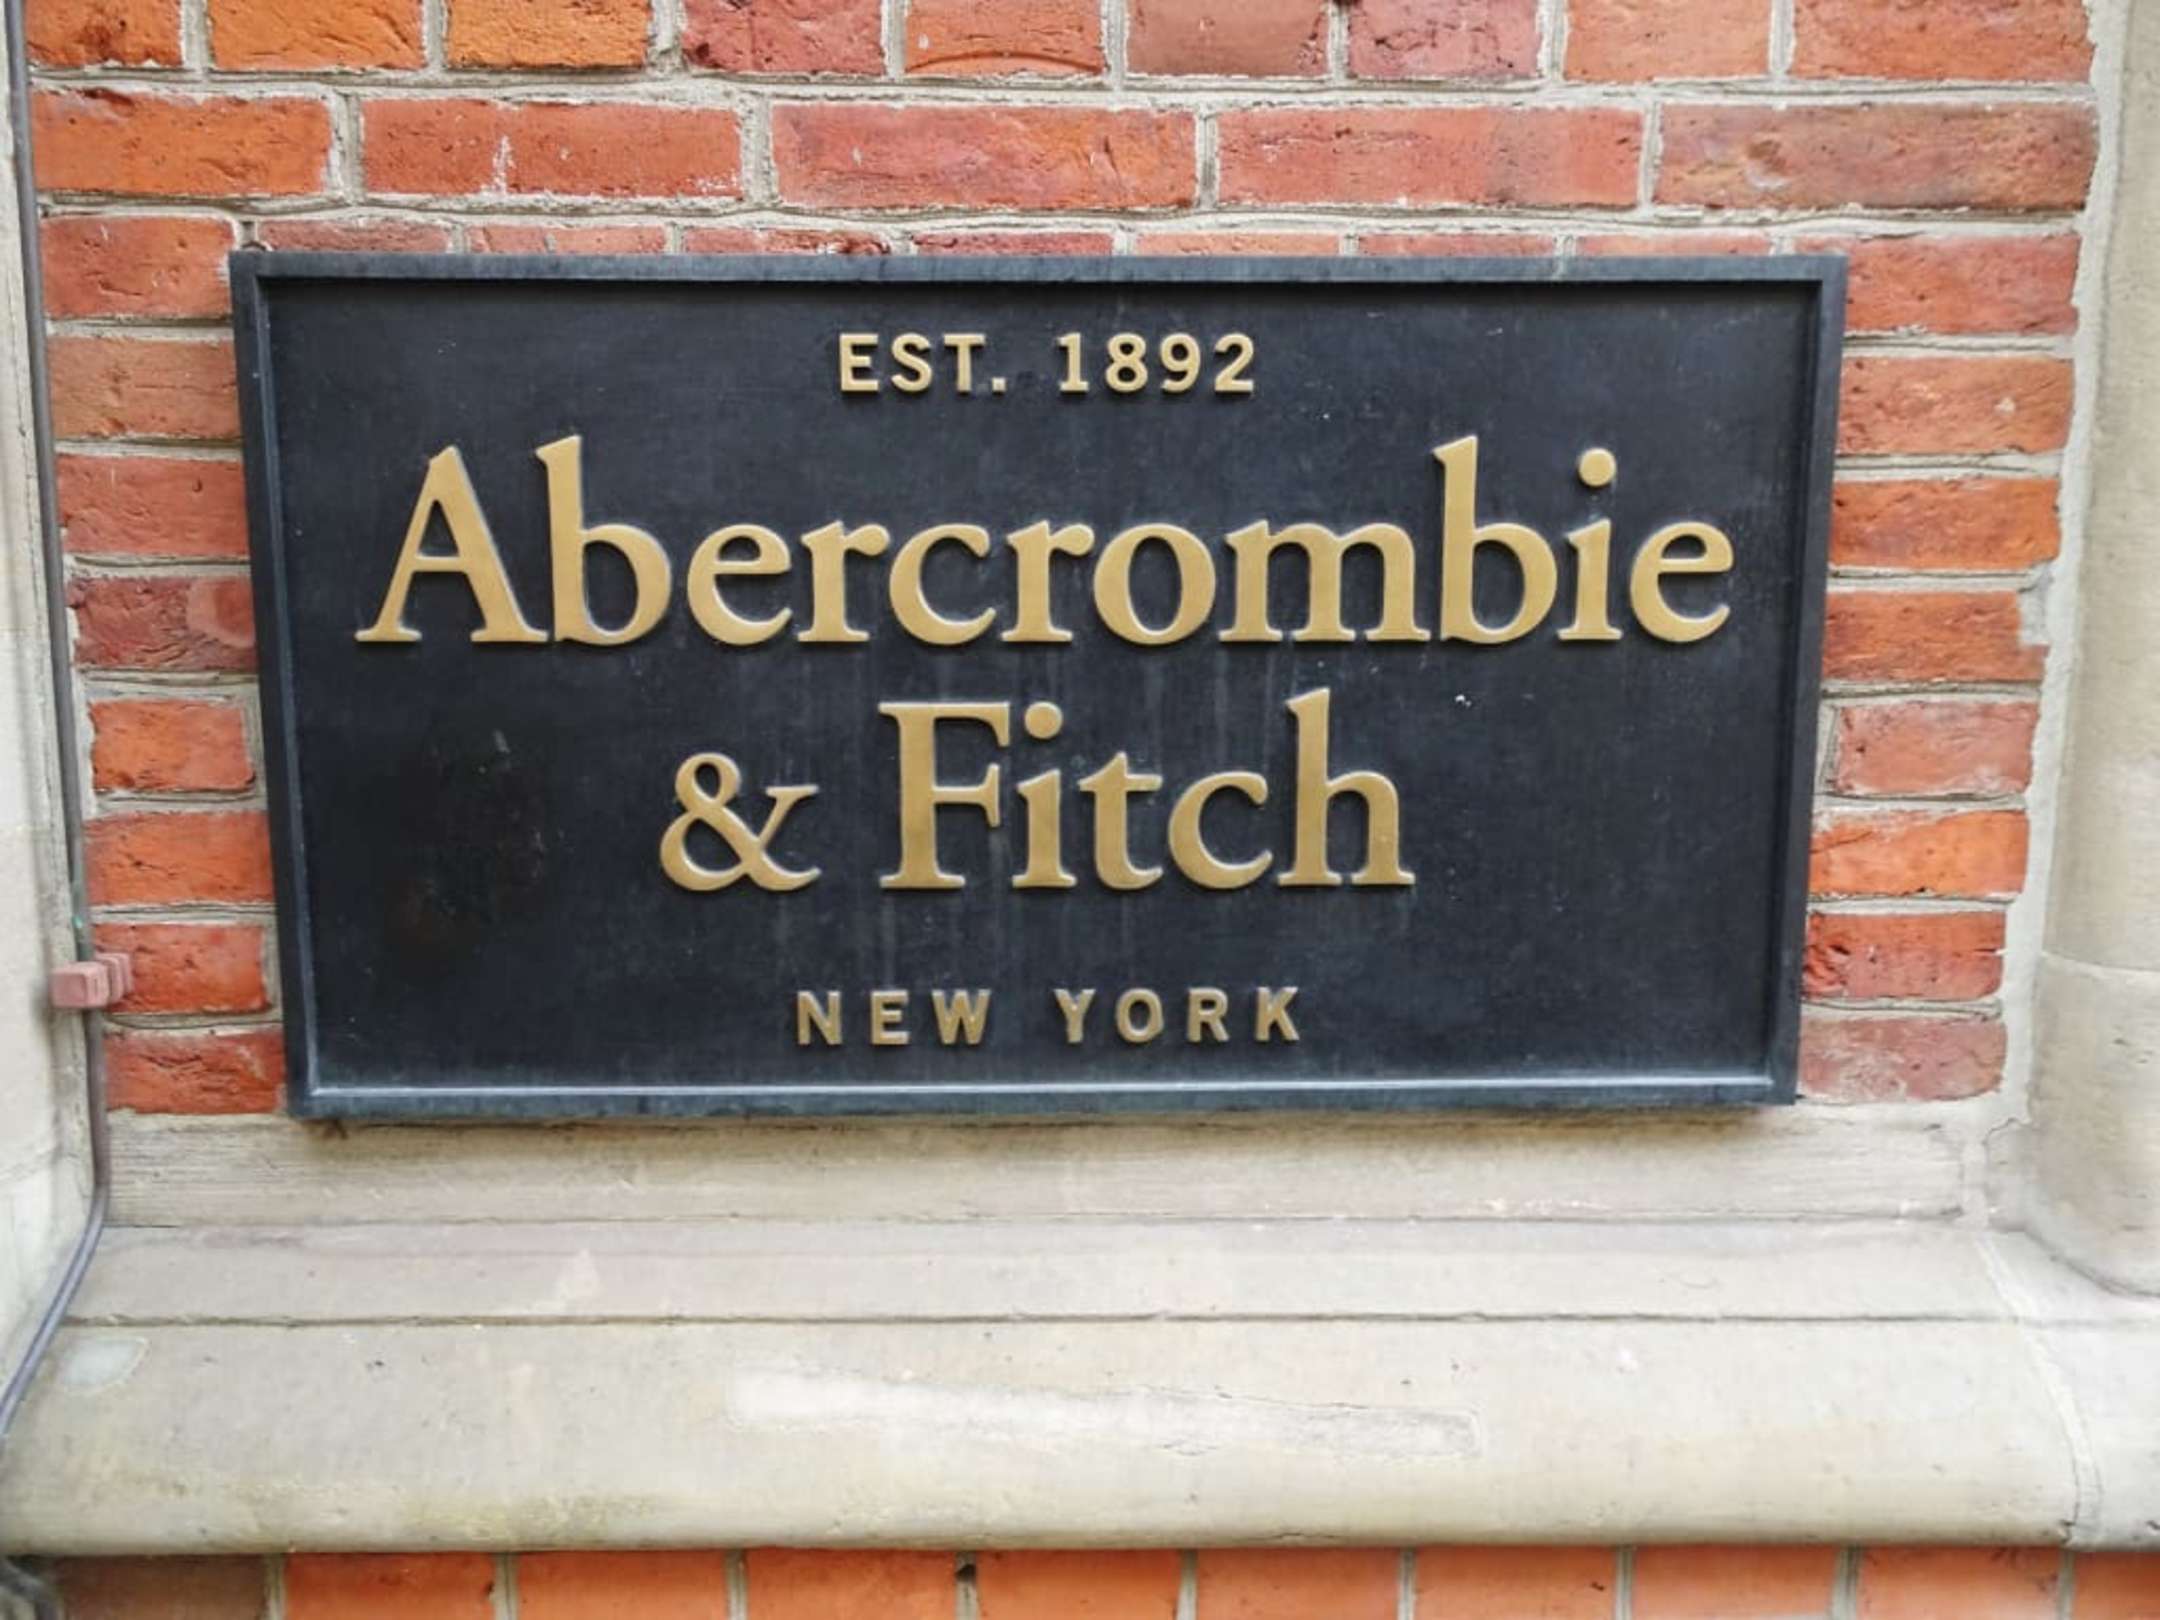 EST. 1892
Abercrombie
& Fitch
NEW YORK